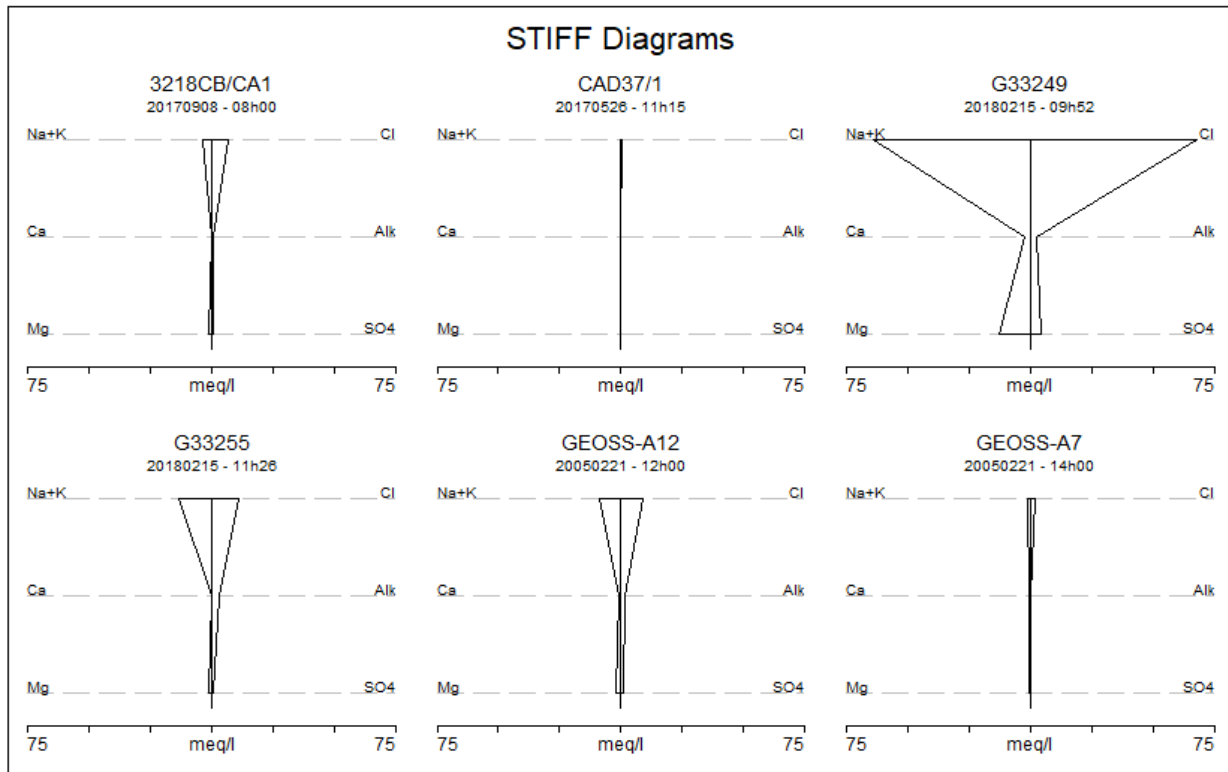 STIFF Diagrams
3218CB/CA1
20170908 - 08h00
Na+K Cl
Ca Alk
Mg SO4
75 meq/l 75
CAD37/1
20170526 - 11h15
Na+K Cl
Ca Alk
Mg SO4
75 meq/l 75
G33249
20180215 - 09h52
Na+K Cl
Ca Alk
Mg SO4
75 meq/l 75
G33255
20180215 - 11h26
Na+K Cl
Ca Alk
Mg SO4
75 meq/l 75
GEOSS-A12
20050221 - 12h00
Na+K Cl
Ca Alk
Mg SO4
75 meq/l 75
GEOSS-A7
20050221 - 14h00
Na+K Cl
Ca Alk
Mg SO4
75 meq/l 75